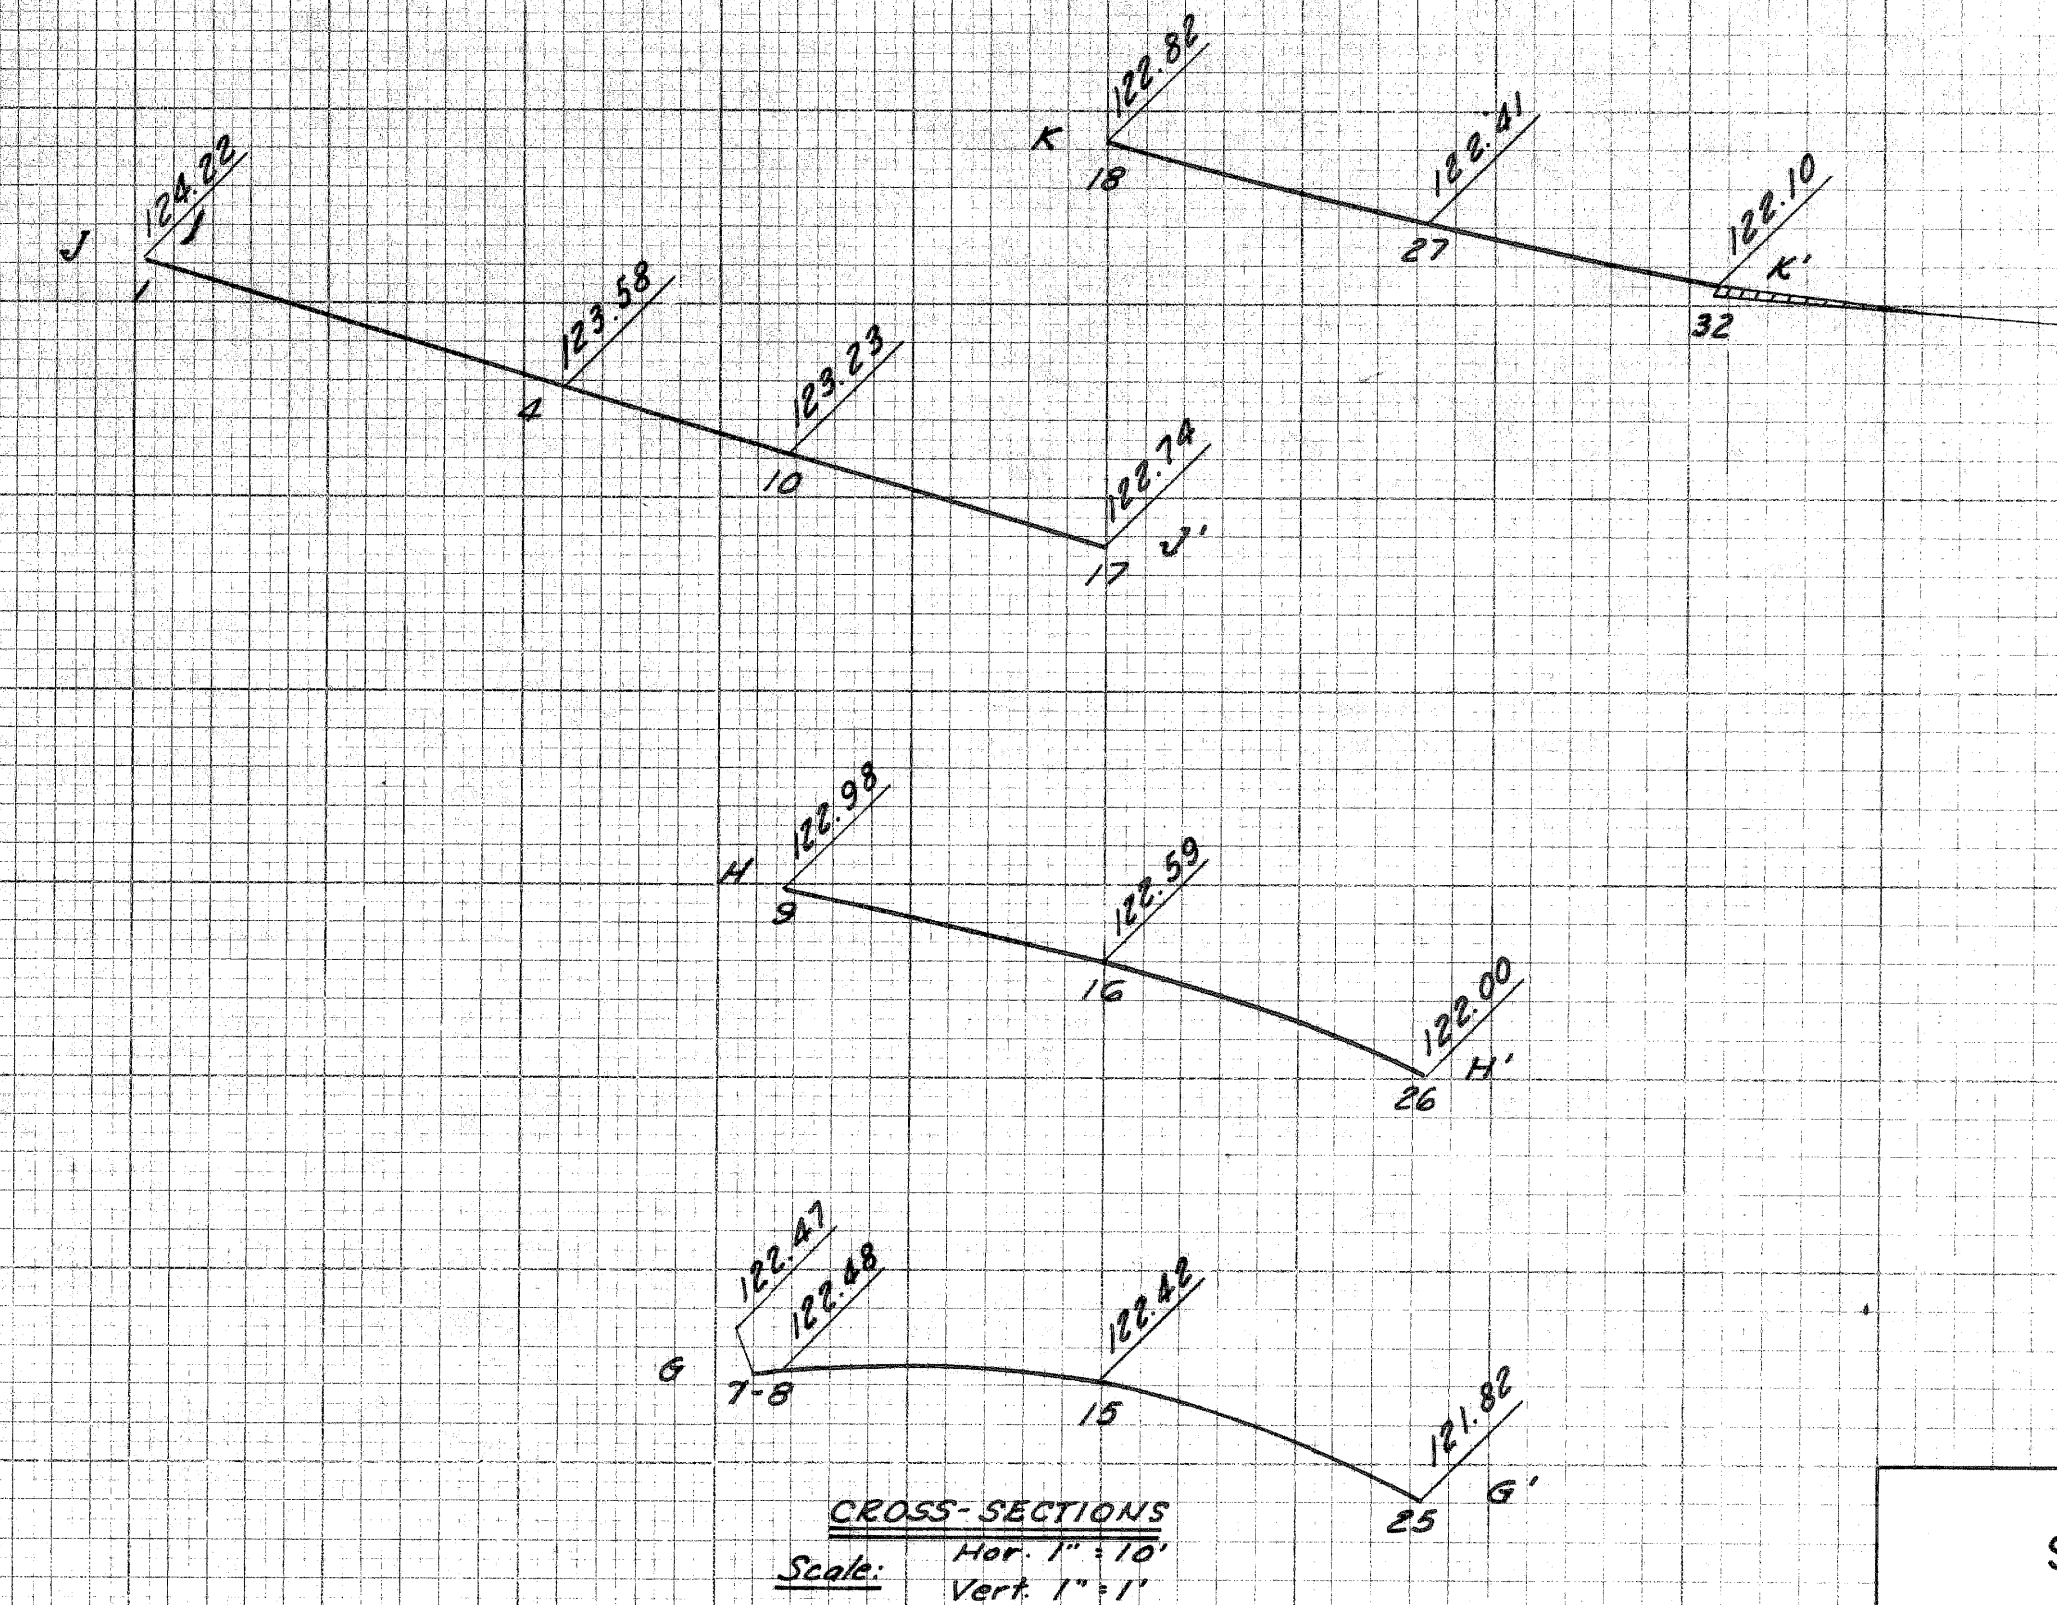 122.82
K
18
122.41
27
122.10
K'
32
124.22
J
J
1
123.58
4
123.23
10
122.74
J'
17
122.98
H
9
122.59
16
122.00
H'
26
122.47
122.48
G
7-8
122.42
15
121.82
G'
25
CROSS-SECTIONS
Scale: Hor. 1" = 10'
Vert. 1" = 1'
S